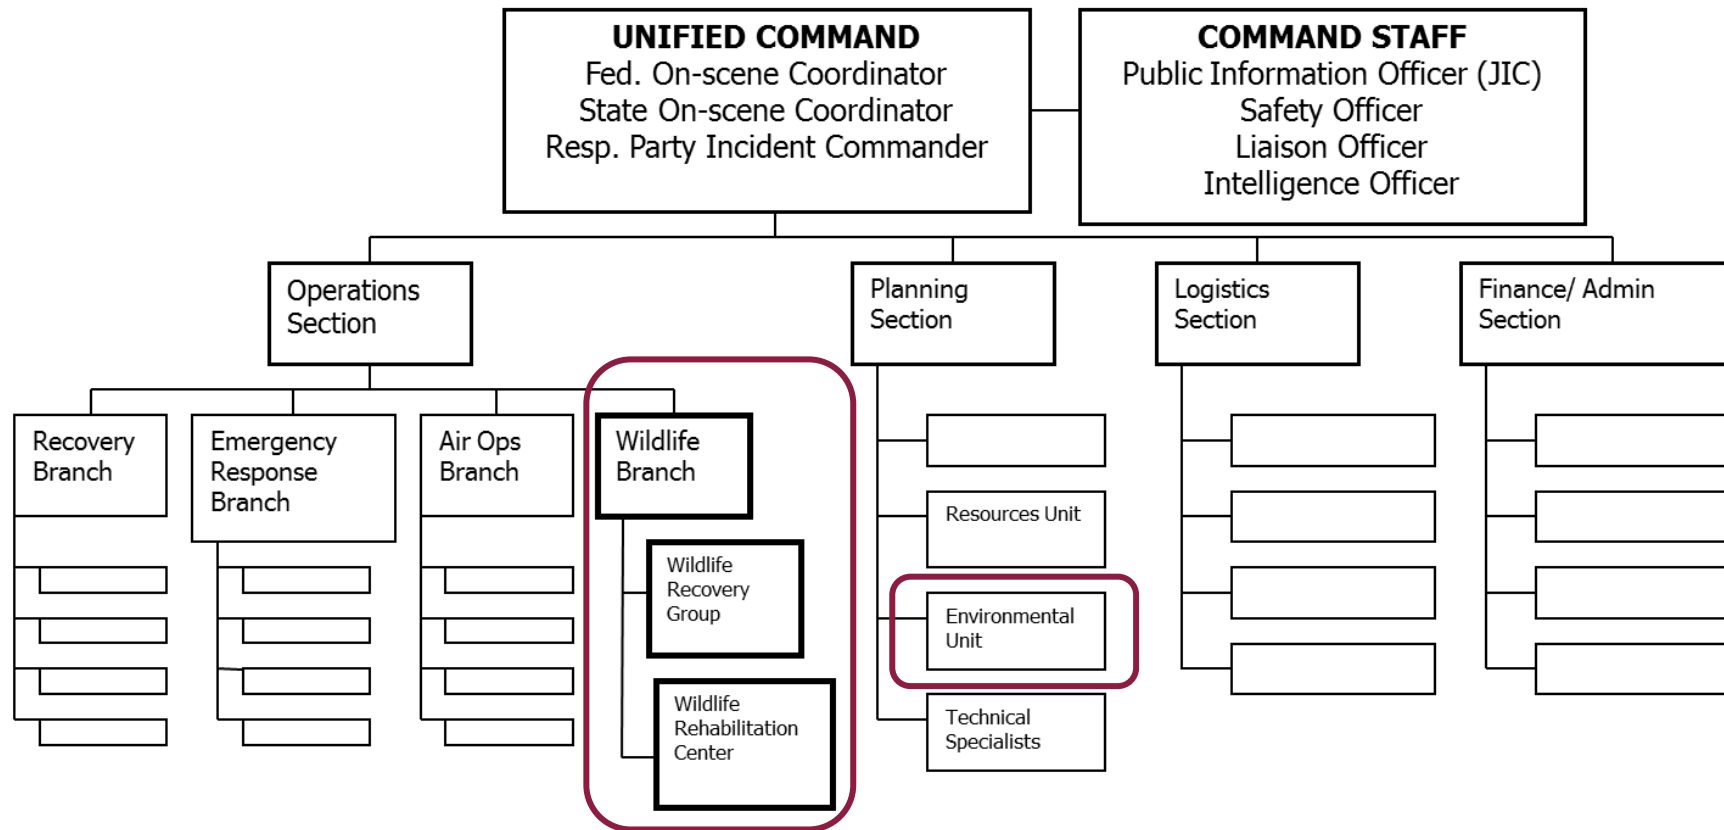 UNIFIED COMMAND
Fed. On-scene Coordinator
State On-scene Coordinator
Resp. Party Incident Commander
COMMAND STAFF
Public Information Officer (JIC)
Safety Officer
Liaison Officer
Intelligence Officer
Operations
Section
Planning
Section
Logistics
Section
Finance/ Admin
Section
Recovery
Branch
Emergency
Response
Branch
Air Ops
Branch
Wildlife
Branch
Wildlife
Recovery
Group
Wildlife
Rehabilitation
Center
Resources Unit
Environmental
Unit
Technical
Specialists